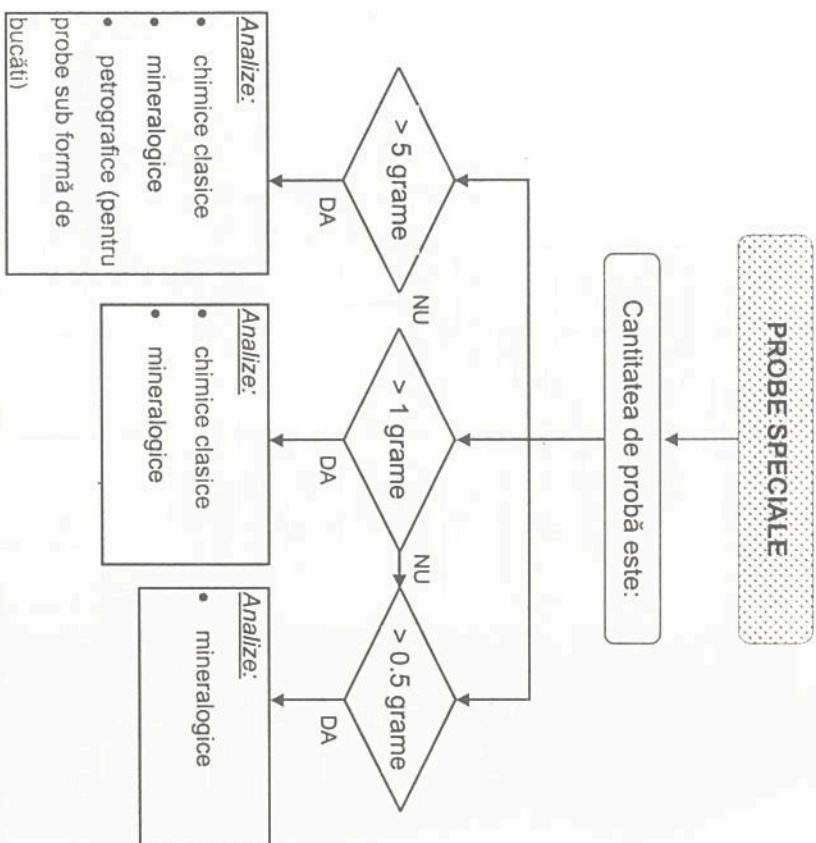 PROBE SPECIALE
Cantitatea de probă este:
> 5 grame
NU
> 1 grame
NU
> 0.5 grame
DA
DA
DA
Analize:
• chimice clasice
• mineralogice
• petrografice (pentru
probe sub formă de
bucăti)
Analize:
• chimice clasice
• mineralogice
Analize:
• mineralogice